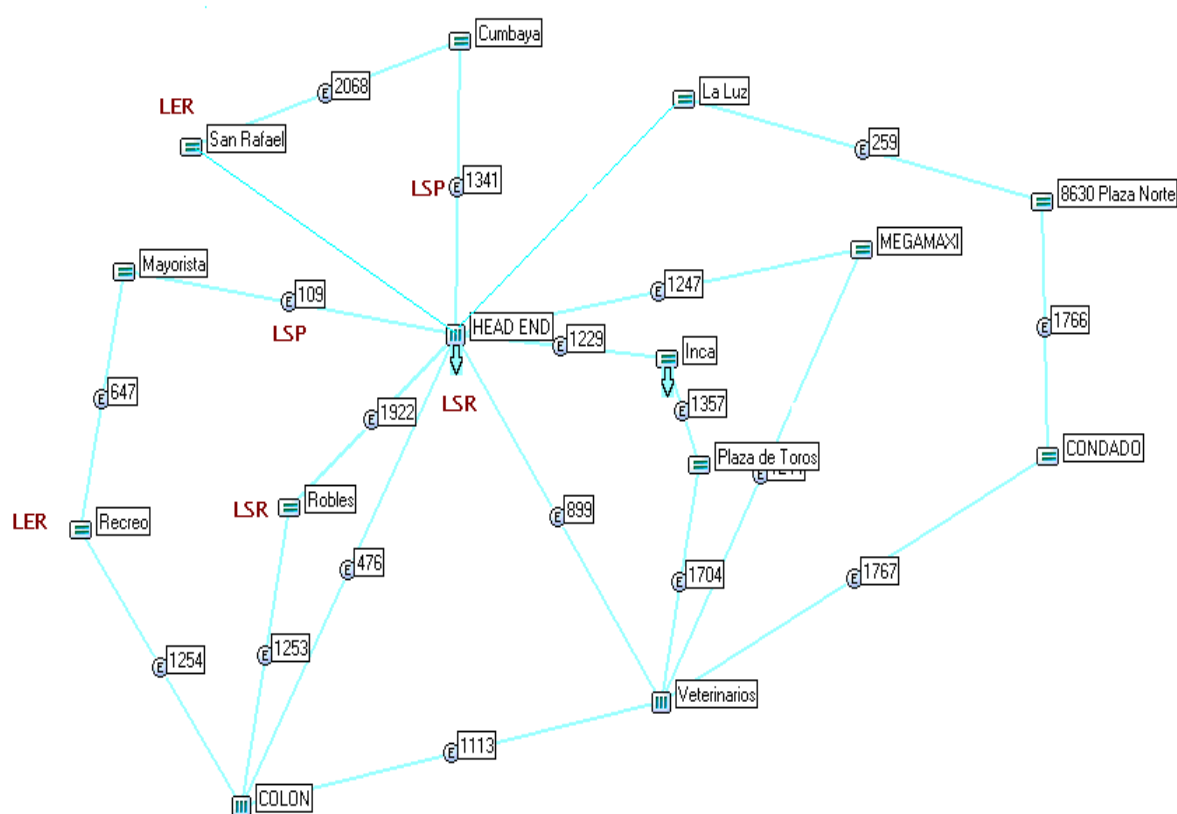 Cumbaya
2068
La Luz
LER
San Rafael
259
LSP
1341
8630 Plaza Norte
MEGAMAXI
Mayorista
1247
109
HEAD END
1766
LSP
1229
Inca
647
1922
LSR
1357
CONDADO
Plaza de Toros
LSR
Robles
899
LER
Recreo
476
1704
1767
1253
1254
Veterinarios
1113
COLON